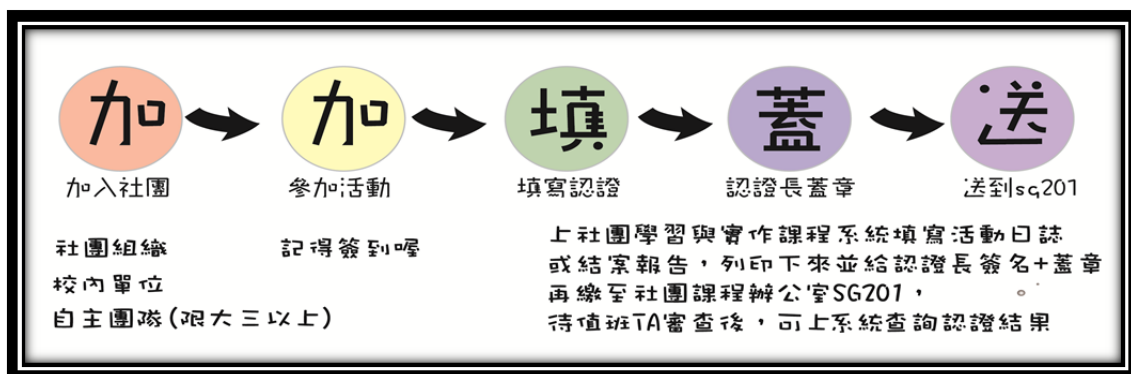 加 加 填 蓋 送
加入社團 參加活動 填寫認證 認證長蓋章 送到sg201
社團組織
校內單位
自主團隊(限大三以上)
記得簽到喔
上社團學習與實作課程系統填寫活動日誌
或結案報告，列印下來並給認證長簽名+蓋章
再繳至社團課程辦公室SG201， 。
待值班TA審查後，可上系統查詢認證結果